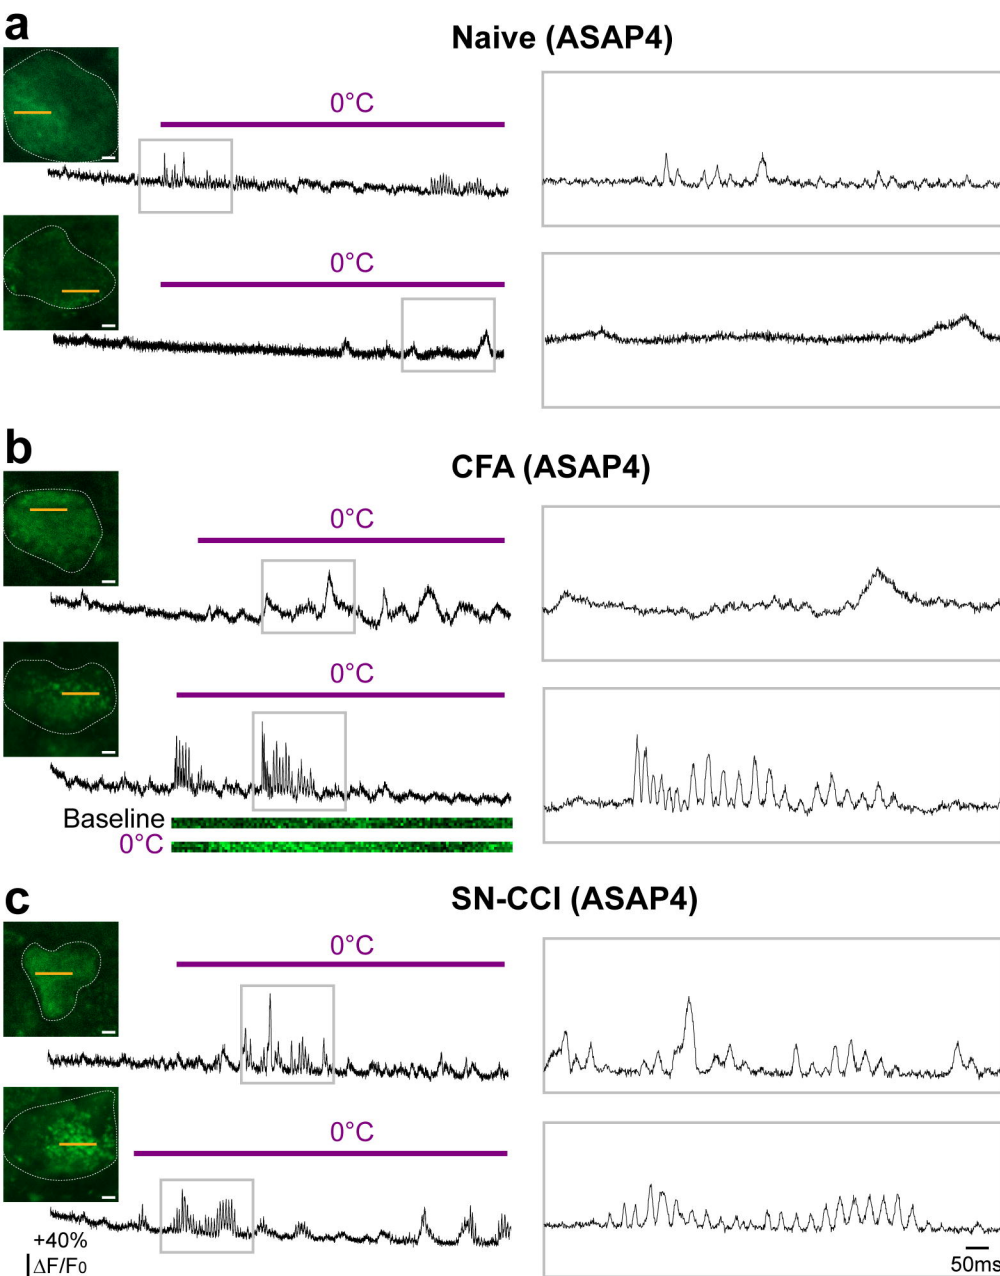 a
Naive (ASAP4)
0°C
0°C
b
CFA (ASAP4)
0°C
0°C
Baseline
0°C
c
SN-CCI (ASAP4)
0°C
0°C
+40%
ΔF/F0
50ms